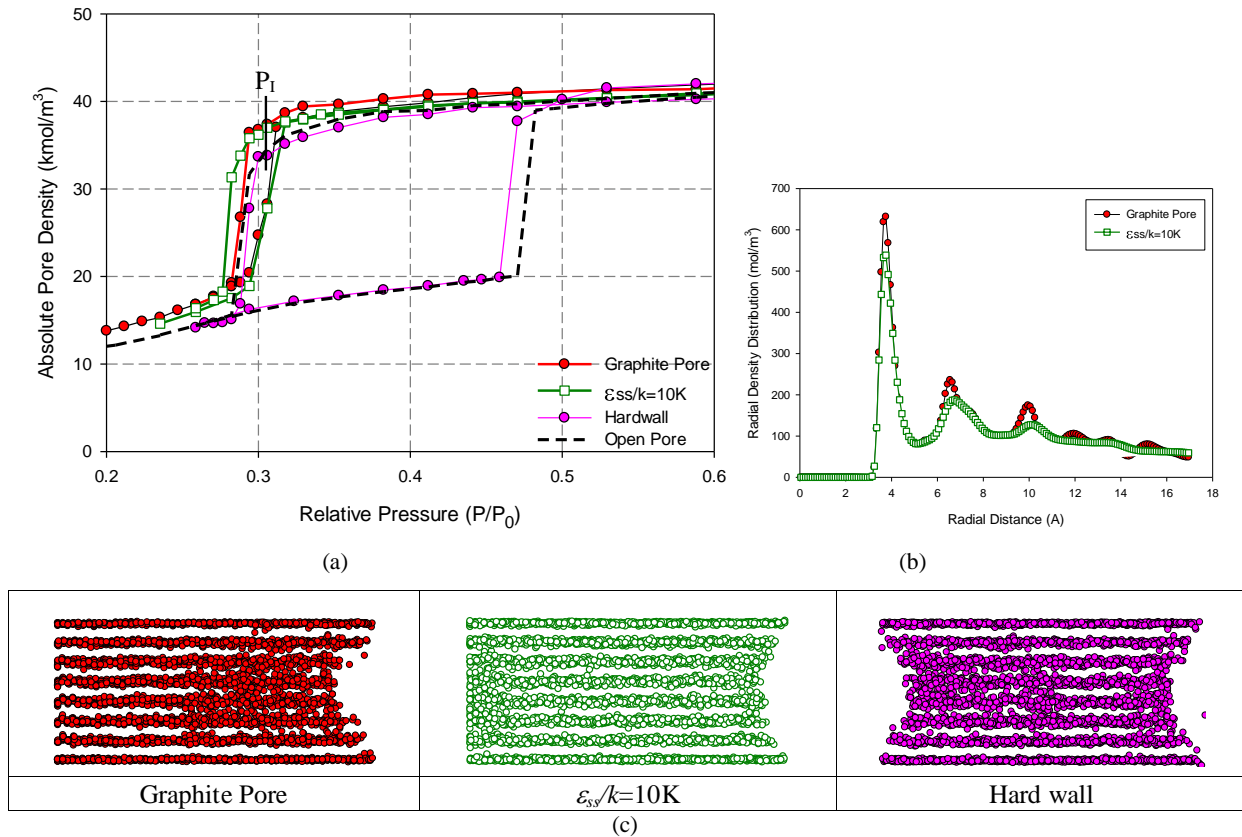 50
40
30
20
10
0
Absolute Pore Density (kmol/m³)
P_I
Graphite Pore
εss/k=10K
Hardwall
Open Pore
0.2 0.3 0.4 0.5 0.6
Relative Pressure (P/P₀)
(a)
700
600
500
400
300
200
100
0
Radial Density Distribution (mol/m³)
Graphite Pore
εss/k=10K
0 2 4 6 8 10 12 14 16 18
Radial Distance (A)
(b)
Graphite Pore
εss/k=10K
Hard wall
(c)